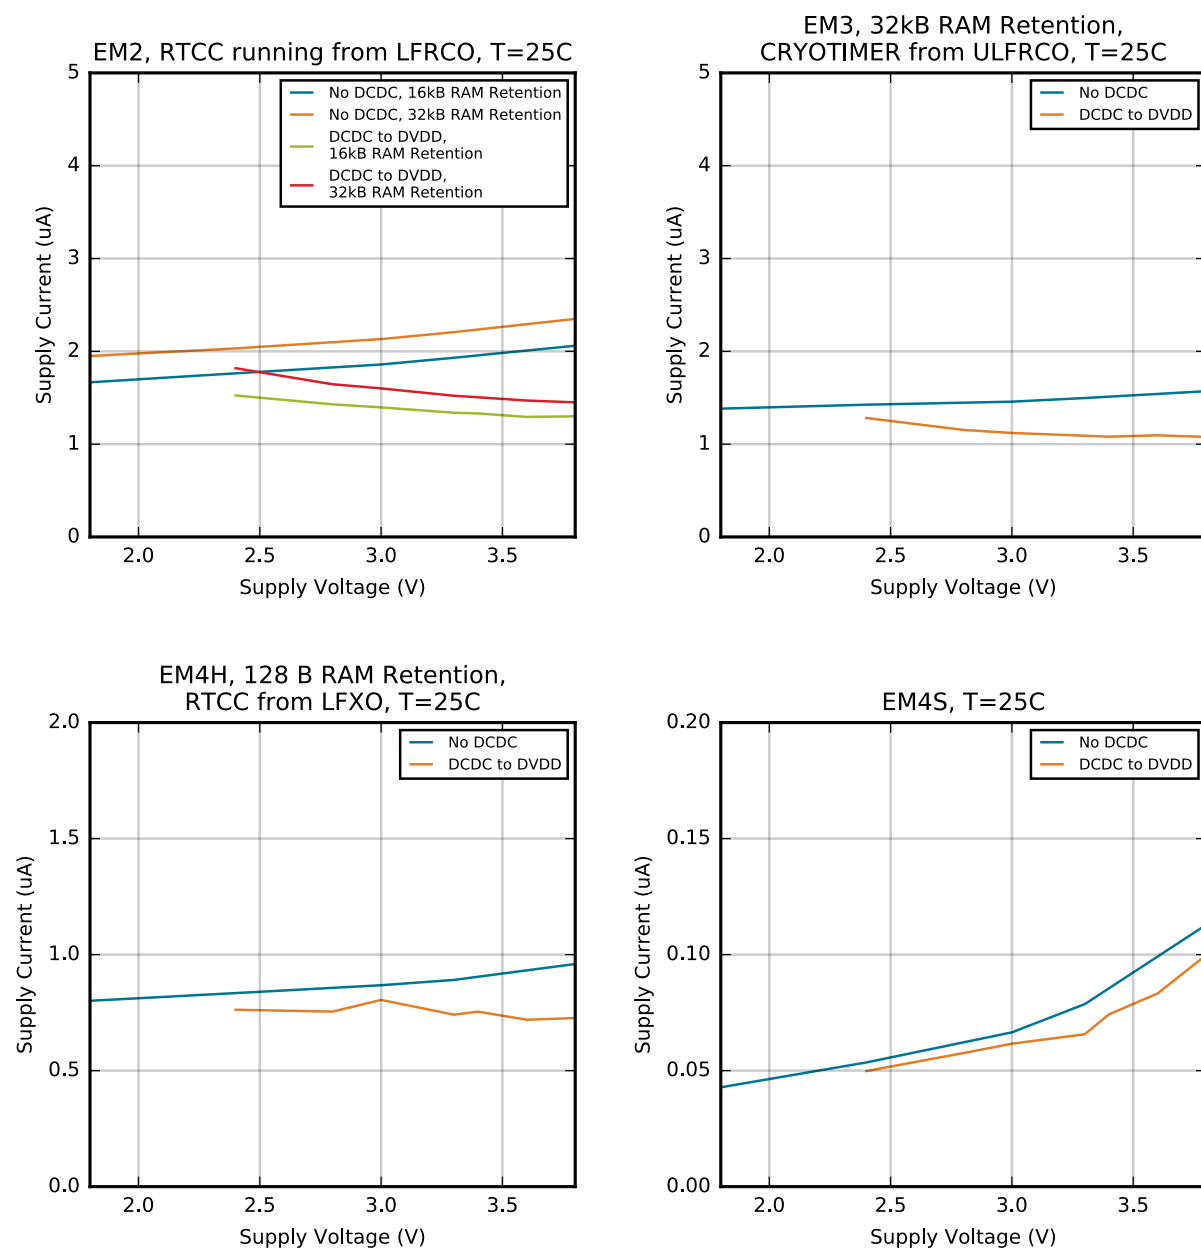 EM2, RTCC running from LFRCO, T=25C
5
4
3
2
1
0
Supply Current (uA)
No DCDC, 16kB RAM Retention
No DCDC, 32kB RAM Retention
DCDC to DVDD,
16kB RAM Retention
DCDC to DVDD,
32kB RAM Retention
2.0
2.5
3.0
3.5
Supply Voltage (V)
EM3, 32kB RAM Retention,
CRYOTIMER from ULFRCO, T=25C
5
4
3
2
1
0
Supply Current (uA)
No DCDC
DCDC to DVDD
2.0
2.5
3.0
3.5
Supply Voltage (V)
EM4H, 128 B RAM Retention,
RTCC from LFXO, T=25C
2.0
1.5
1.0
0.5
0.0
Supply Current (uA)
No DCDC
DCDC to DVDD
2.0
2.5
3.0
3.5
Supply Voltage (V)
EM4S, T=25C
0.20
0.15
0.10
0.05
0.00
Supply Current (uA)
No DCDC
DCDC to DVDD
2.0
2.5
3.0
3.5
Supply Voltage (V)